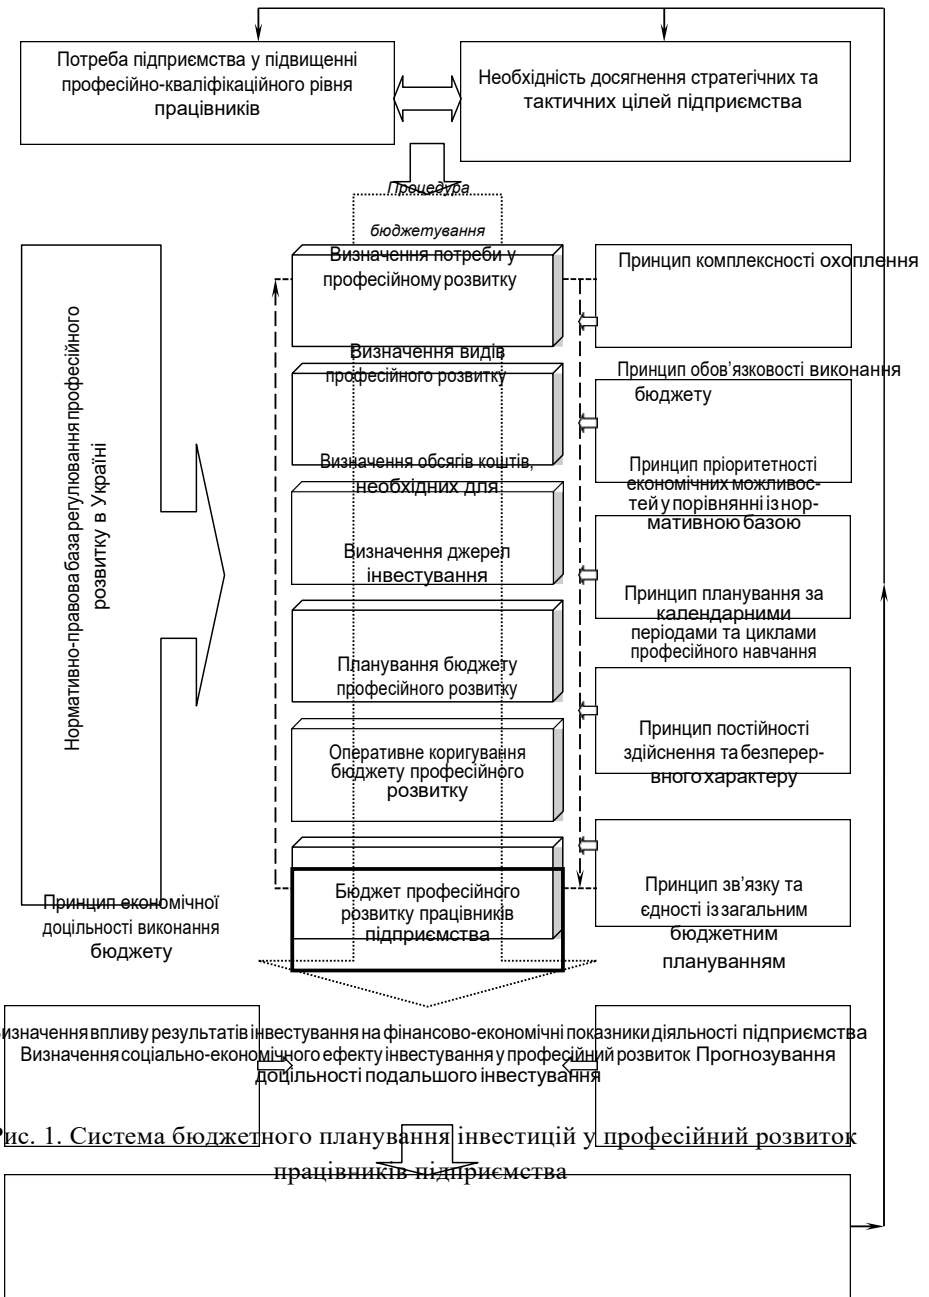 Потреба підприємства у підвищенні
професійно-кваліфікаційного рівня
працівників
Необхідність досягнення стратегічних та
тактичних цілей підприємства
Процедура
бюджетування
Визначення потреби у
професійному розвитку
Визначення видів
професійного розвитку
Визначення обсягів коштів,
необхідних для
Визначення джерел
інвестування
Планування бюджету
професійного розвитку
Оперативне коригування
бюджету професійного
розвитку
Бюджет професійного
розвитку працівників
підприємства
Нормативно-правова база регулювання професійного
розвитку в Україні
Принцип комплексності охоплення
Принцип обов’язковості виконання
бюджету
Принцип пріоритетності
економічних можливос-
тей у порівнянні із нор-
мативною базою
Принцип планування за
календарними
періодами та циклами
професійного навчання
Принцип постійності
здійснення та безперер-
вного характеру
Принцип зв’язку та
єдності із загальним
бюджетним
плануванням
Принцип економічної
доцільності виконання
бюджету
изначення впливу результатів інвестування на фінансово-економічні показники діяльності підприємства
Визначення соціально-економічного ефекту інвестування у професійний розвиток Прогнозування
доцільності подальшого інвестування
Рис. 1. Система бюджетного планування інвестицій у професійний розвиток
працівників підприємства